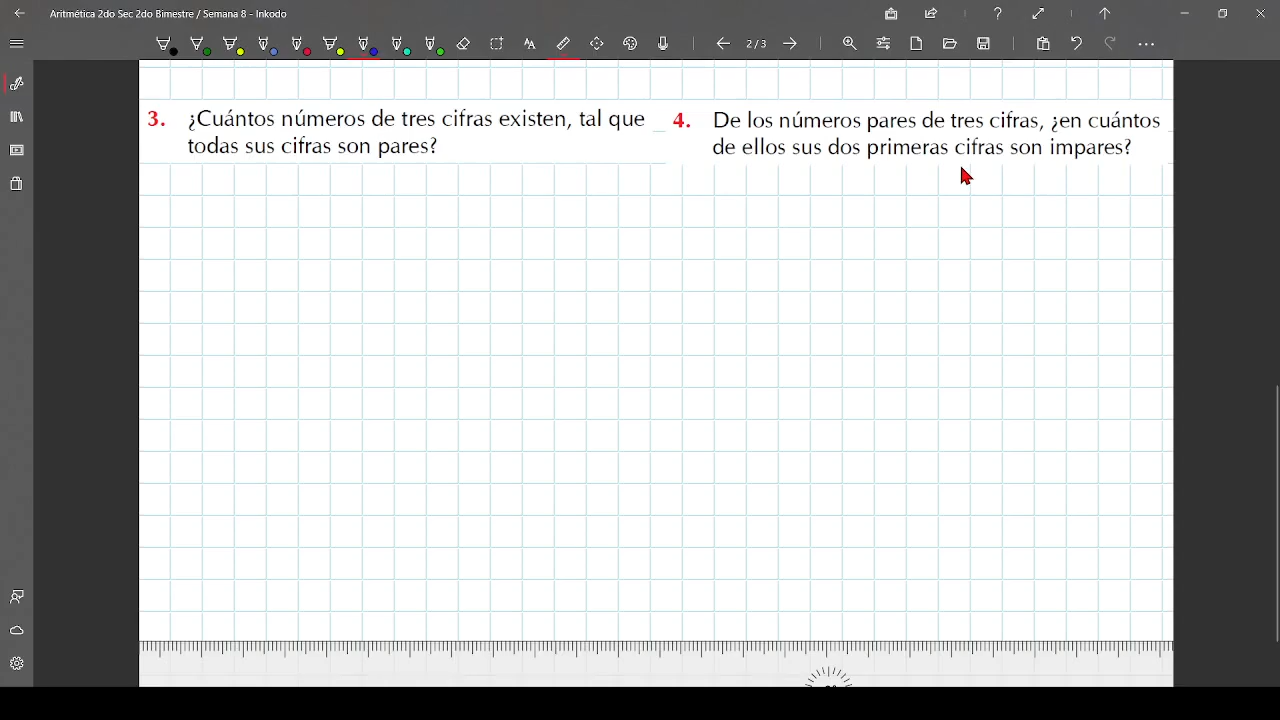 Aritmética 2do Sec 2do Bimestre / Semana 8 - Inkodo
2/3
3. ¿Cuántos números de tres cifras existen, tal que
todas sus cifras son pares?
4. De los números pares de tres cifras, ¿en cuántos
de ellos sus dos primeras cifras son impares?